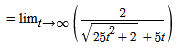 = lim_{t→∞} ( 2 / ( √(25t² + 2) + 5t ) )